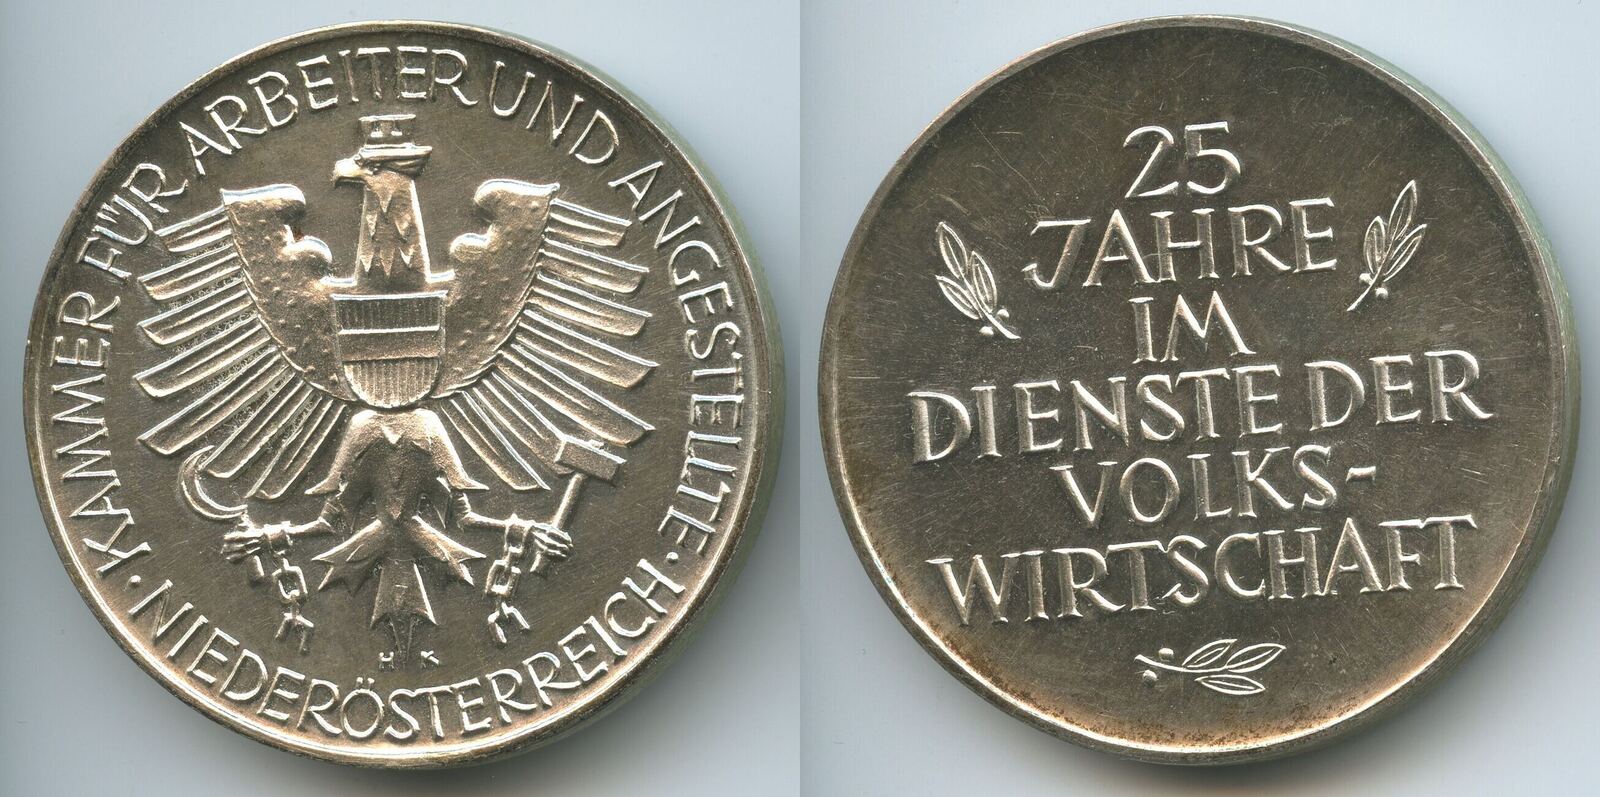 KAMMER FÜR ARBEITER UND ANGESTELLTE · NIEDERÖSTERREICH ·
H K
25
JAHRE
IM
DIENSTE DER
VOLKS-
WIRTSCHAFT